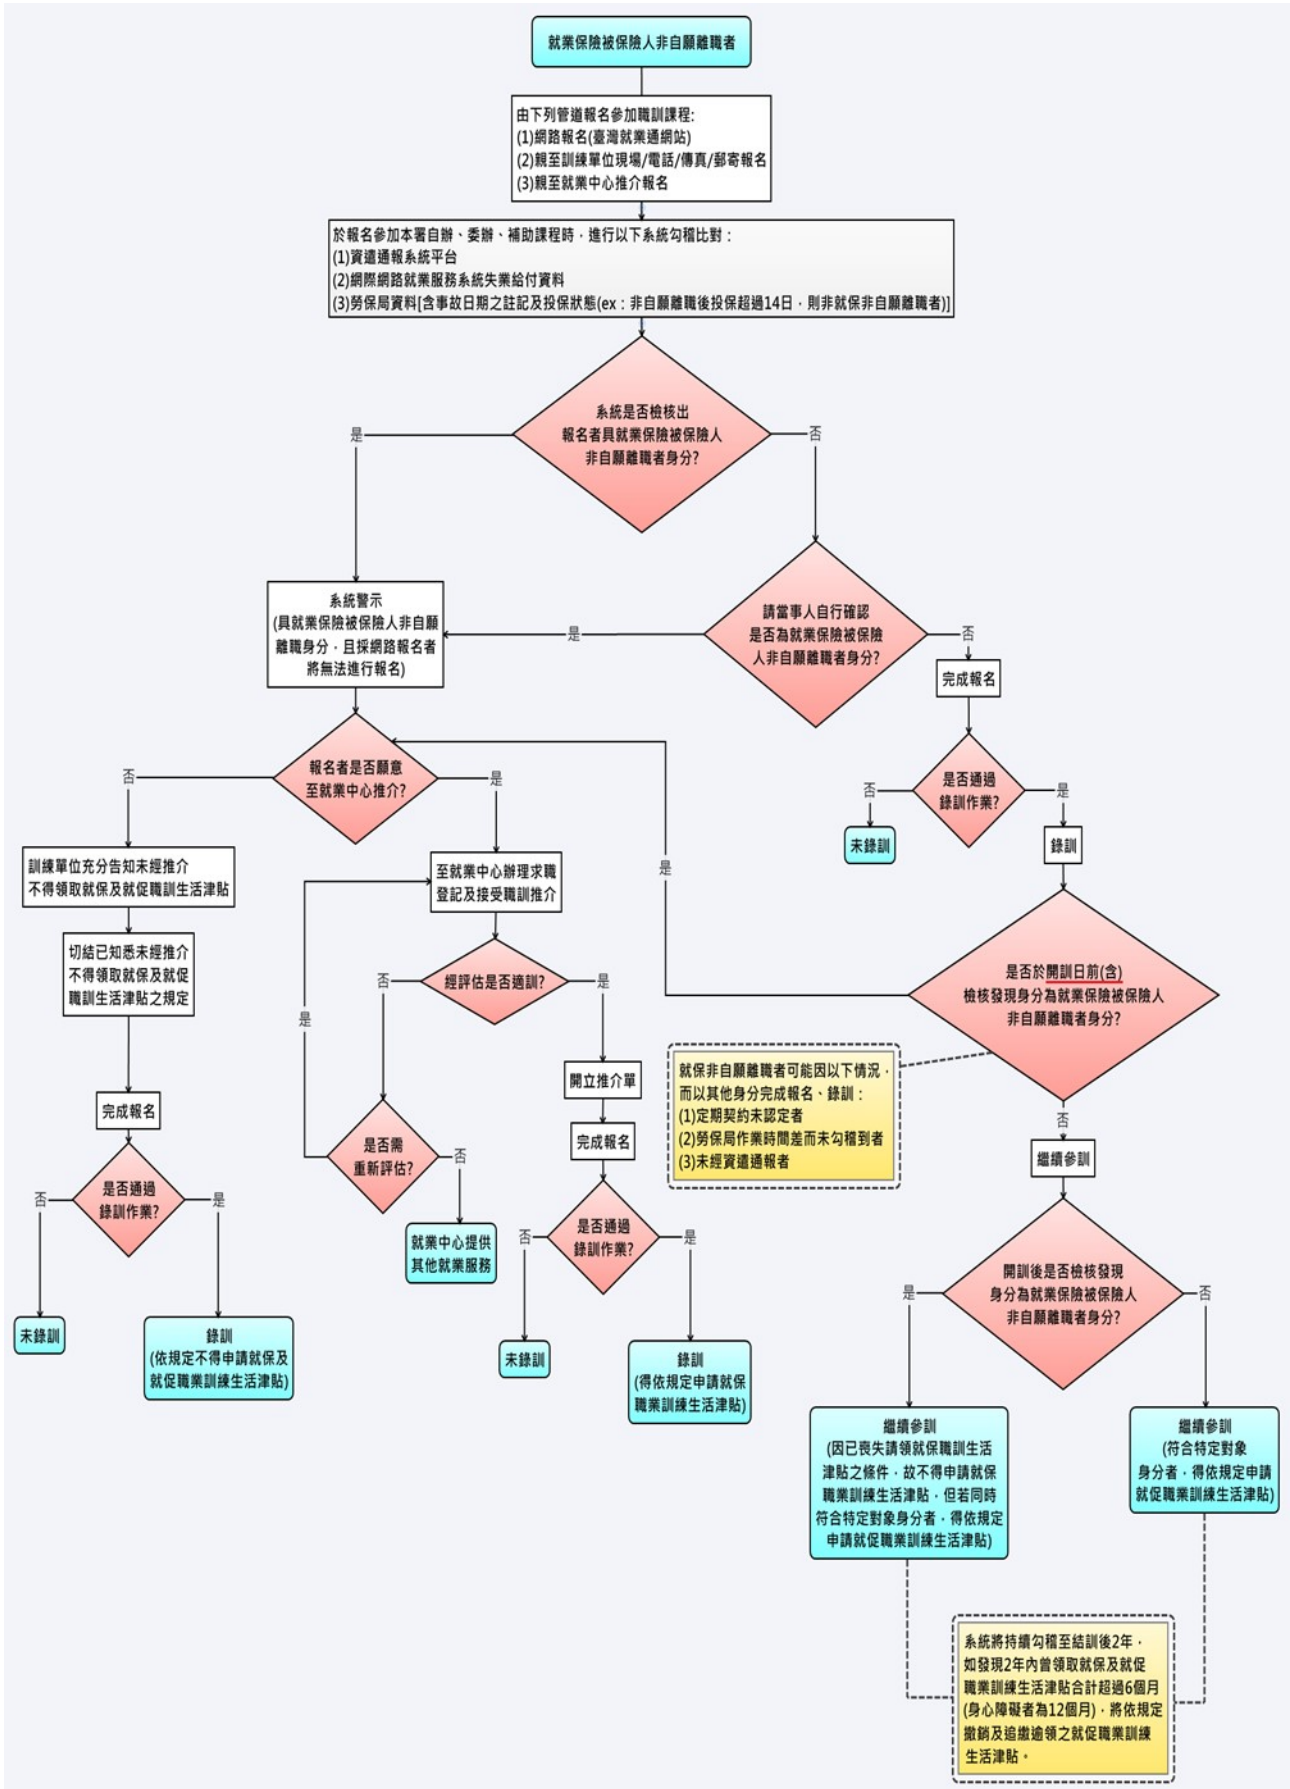 就業保險被保險人非自願離職者
由下列管道報名參加職訓課程:
(1)網路報名(臺灣就業通網站)
(2)親至訓練單位現場/電話/傳真/郵寄報名
(3)親至就業中心推介報名
於報名參加本署自辦、委辦、補助課程時，進行以下系統勾稽比對：
(1)資遣通報系統平台
(2)網際網路就業服務系統失業給付資料
(3)勞保局資料[含事故日期之註記及投保狀態(ex：非自願離職後投保超過14日，則非就保非自願離職者)]
系統是否檢核出
報名者具就業保險被保險人
非自願離職者身分?
是
否
系統警示
(具就業保險被保險人非自願
離職身分，且採網路報名者
將無法進行報名)
是
請當事人自行確認
是否為就業保險被保險
人非自願離職者身分?
否
完成報名
報名者是否願意
至就業中心推介?
否
是
是否通過
錄訓作業?
否
是
未錄訓
錄訓
訓練單位充分告知未經推介
不得領取就保及就促職訓生活津貼
至就業中心辦理求職
登記及接受職訓推介
是
切結已知悉未經推介
不得領取就保及就促
職訓生活津貼之規定
經評估是否適訓?
否
是
是
是否於開訓日前(含)
檢核發現身分為就業保險被保險人
非自願離職者身分?
就保非自願離職者可能因以下情況，
而以其他身分完成報名、錄訓：
(1)定期契約未認定者
(2)勞保局作業時間差而未勾稽到者
(3)未經資遣通報者
開立推介單
完成報名
完成報名
否
繼續參訓
是否需
重新評估?
否
是否通過
錄訓作業?
否
是
就業中心提供
其他就業服務
是否通過
錄訓作業?
否
是
開訓後是否檢核發現
身分為就業保險被保險人
非自願離職者身分?
是
否
未錄訓
錄訓
(依規定不得申請就保及
就促職業訓練生活津貼)
未錄訓
錄訓
(得依規定申請就保
職業訓練生活津貼)
繼續參訓
(因已喪失請領就保職訓生活
津貼之條件，故不得申請就保
職業訓練生活津貼，但若同時
符合特定對象身分者，得依規定
申請就促職業訓練生活津貼)
繼續參訓
(符合特定對象
身分者，得依規定申請
就促職業訓練生活津貼)
系統將持續勾稽至結訓後2年，
如發現2年內曾領取就保及就促
職業訓練生活津貼合計超過6個月
(身心障礙者為12個月)，將依規定
撤銷及追繳逾領之就促職業訓練
生活津貼。